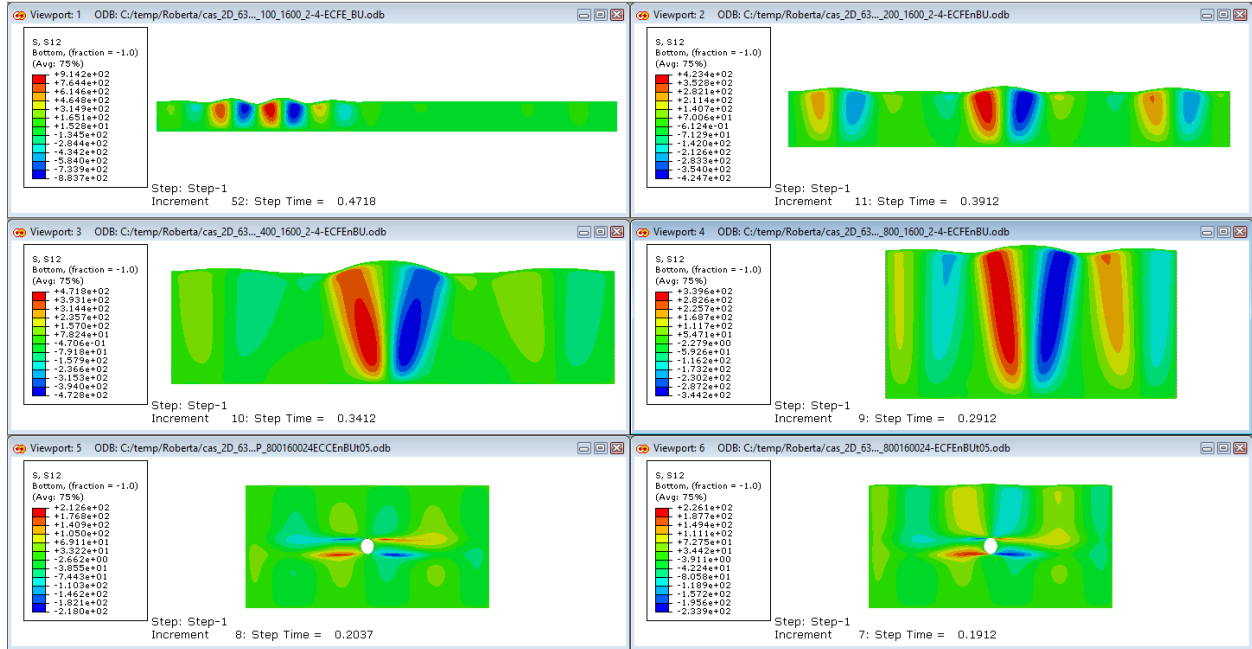 Viewport: 1 ODB: C:/temp/Roberta/cas_2D_63..._100_1600_2-4-ECFE_BU.odb
S, S12
Bottom, (fraction = -1.0)
(Avg: 75%)
+9.142e+02
+7.644e+02
+6.146e+02
+4.648e+02
+3.149e+02
+1.651e+02
+1.528e+01
-1.345e+02
-2.844e+02
-4.342e+02
-5.840e+02
-7.339e+02
-8.837e+02
Step: Step-1
Increment 52: Step Time = 0.4718
Viewport: 2 ODB: C:/temp/Roberta/cas_2D_63..._200_1600_2-4-ECFEnBU.odb
S, S12
Bottom, (fraction = -1.0)
(Avg: 75%)
+4.234e+02
+3.528e+02
+2.821e+02
+2.114e+02
+1.407e+02
+7.006e+01
-6.124e-01
-7.129e+01
-1.420e+02
-2.126e+02
-2.833e+02
-3.540e+02
-4.247e+02
Step: Step-1
Increment 11: Step Time = 0.3912
Viewport: 3 ODB: C:/temp/Roberta/cas_2D_63..._400_1600_2-4-ECFEnBU.odb
S, S12
Bottom, (fraction = -1.0)
(Avg: 75%)
+4.718e+02
+3.931e+02
+3.144e+02
+2.357e+02
+1.570e+02
+7.824e+01
-4.706e-01
-7.918e+01
-1.579e+02
-2.366e+02
-3.153e+02
-3.940e+02
-4.728e+02
Step: Step-1
Increment 10: Step Time = 0.3412
Viewport: 4 ODB: C:/temp/Roberta/cas_2D_63..._800_1600_2-4-ECFEnBU.odb
S, S12
Bottom, (fraction = -1.0)
(Avg: 75%)
+3.396e+02
+2.826e+02
+2.257e+02
+1.687e+02
+1.117e+02
+5.471e+01
-2.279e+00
-5.926e+01
-1.162e+02
-1.732e+02
-2.302e+02
-2.872e+02
-3.442e+02
Step: Step-1
Increment 9: Step Time = 0.2912
Viewport: 5 ODB: C:/temp/Roberta/cas_2D_63...P_800160024ECCEnBUt05.odb
S, S12
Bottom, (fraction = -1.0)
(Avg: 75%)
+2.126e+02
+1.768e+02
+1.409e+02
+1.050e+02
+6.911e+01
+3.322e+01
-2.662e+00
-3.855e+01
-7.443e+01
-1.103e+02
-1.462e+02
-1.821e+02
-2.180e+02
Step: Step-1
Increment 8: Step Time = 0.2037
Viewport: 6 ODB: C:/temp/Roberta/cas_2D_63..._800160024-ECFEnBUt05.odb
S, S12
Bottom, (fraction = -1.0)
(Avg: 75%)
+2.261e+02
+1.877e+02
+1.494e+02
+1.111e+02
+7.275e+01
+3.442e+01
-3.911e+00
-4.224e+01
-8.058e+01
-1.189e+02
-1.572e+02
-1.956e+02
-2.339e+02
Step: Step-1
Increment 7: Step Time = 0.1912